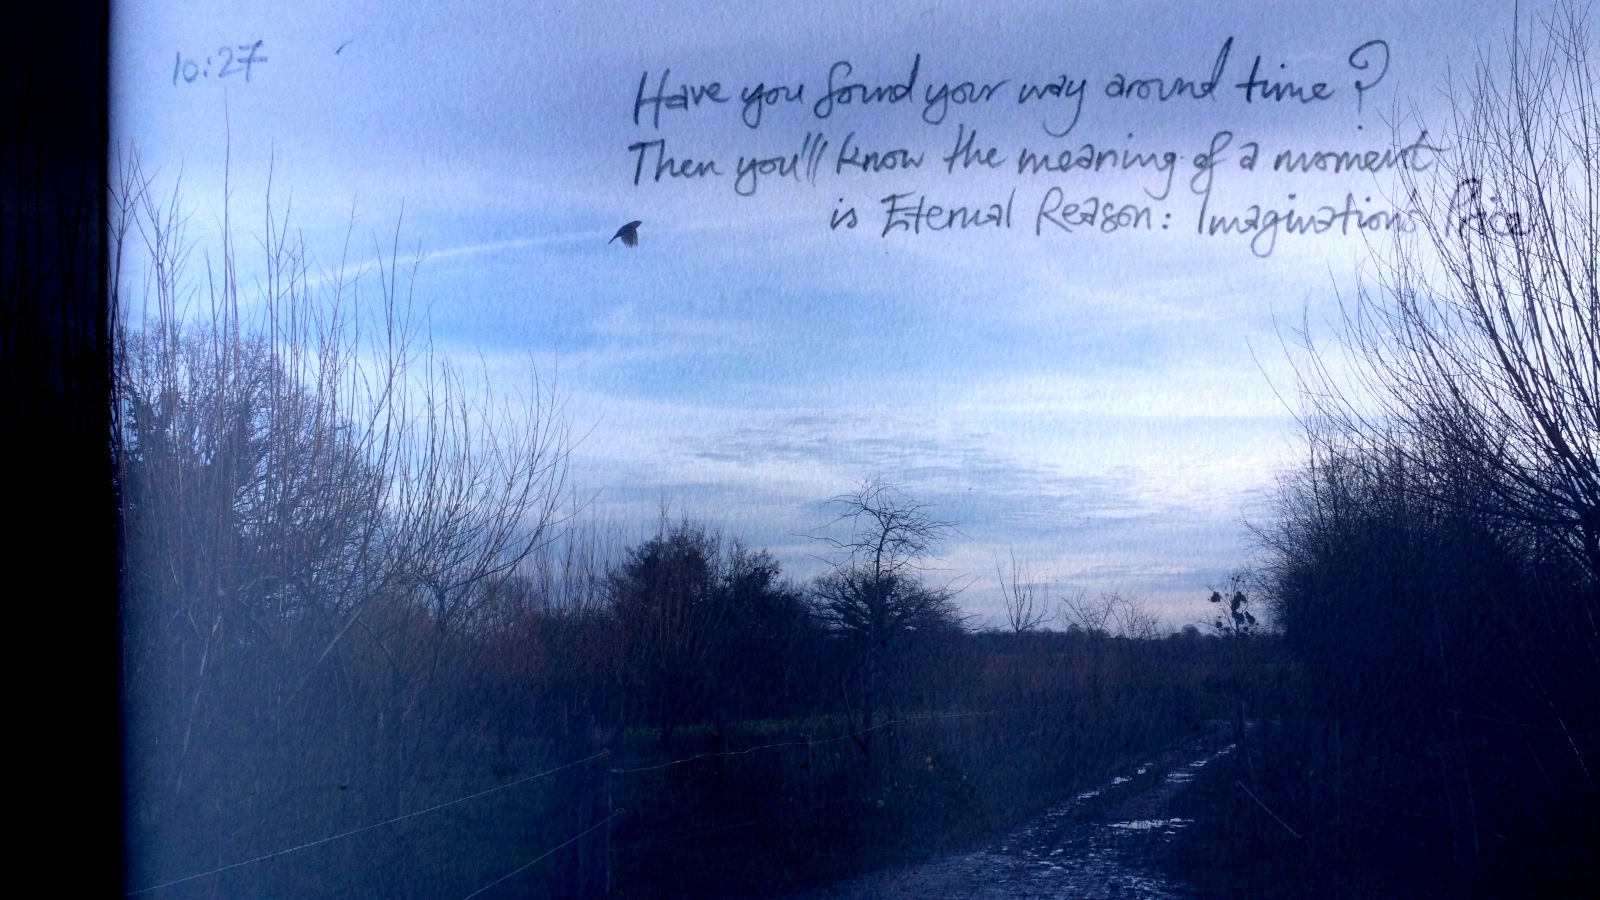 10:27
Have you found your way around time?
Then you'll know the meaning of a moment
is Eternal Reason: Imagination's Price